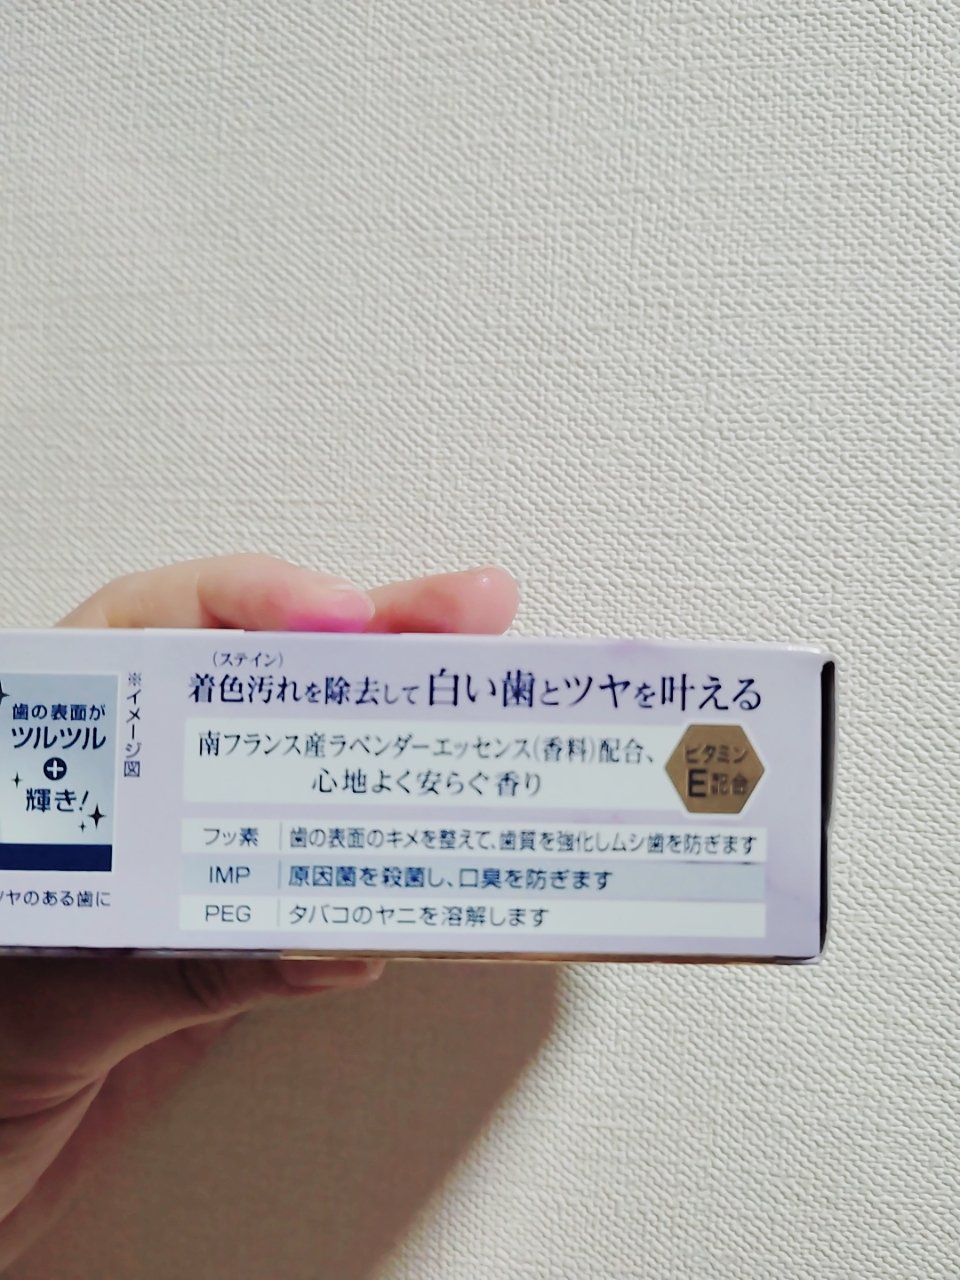 歯の表面が
ツルツル
+
輝き!
※イメージ図
ツヤのある歯に
(ステイン)
着色汚れを除去して白い歯とツヤを叶える
南フランス産ラベンダーエッセンス(香料)配合、
心地よく安らぐ香り
ビタミン
E配合
フッ素 歯の表面のキメを整えて、歯質を強化しムシ歯を防ぎます
IMP 原因菌を殺菌し、口臭を防ぎます
PEG タバコのヤニを溶解します